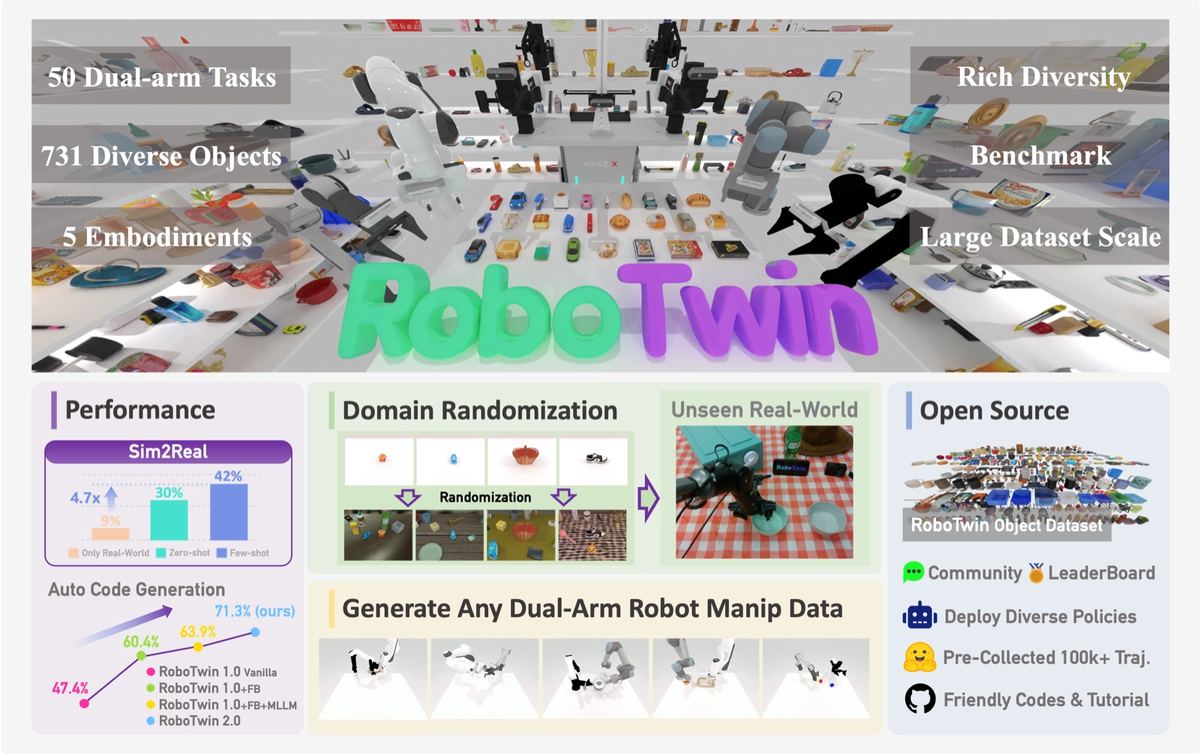 50 Dual-arm Tasks
731 Diverse Objects
5 Embodiments
Rich Diversity
Benchmark
Large Dataset Scale
AGILE X
RoboTwin
Performance
Sim2Real
4.7x
9%
30%
42%
Only Real-World
Zero-shot
Few-shot
Auto Code Generation
47.4%
60.4%
63.9%
71.3% (ours)
RoboTwin 1.0 Vanilla
RoboTwin 1.0+FB
RoboTwin 1.0+FB+MLLM
RoboTwin 2.0
Domain Randomization
Randomization
Unseen Real-World
RoboTwin
Generate Any Dual-Arm Robot Manip Data
Open Source
RoboTwin Object Dataset
Community
LeaderBoard
Deploy Diverse Policies
Pre-Collected 100k+ Traj.
Friendly Codes & Tutorial